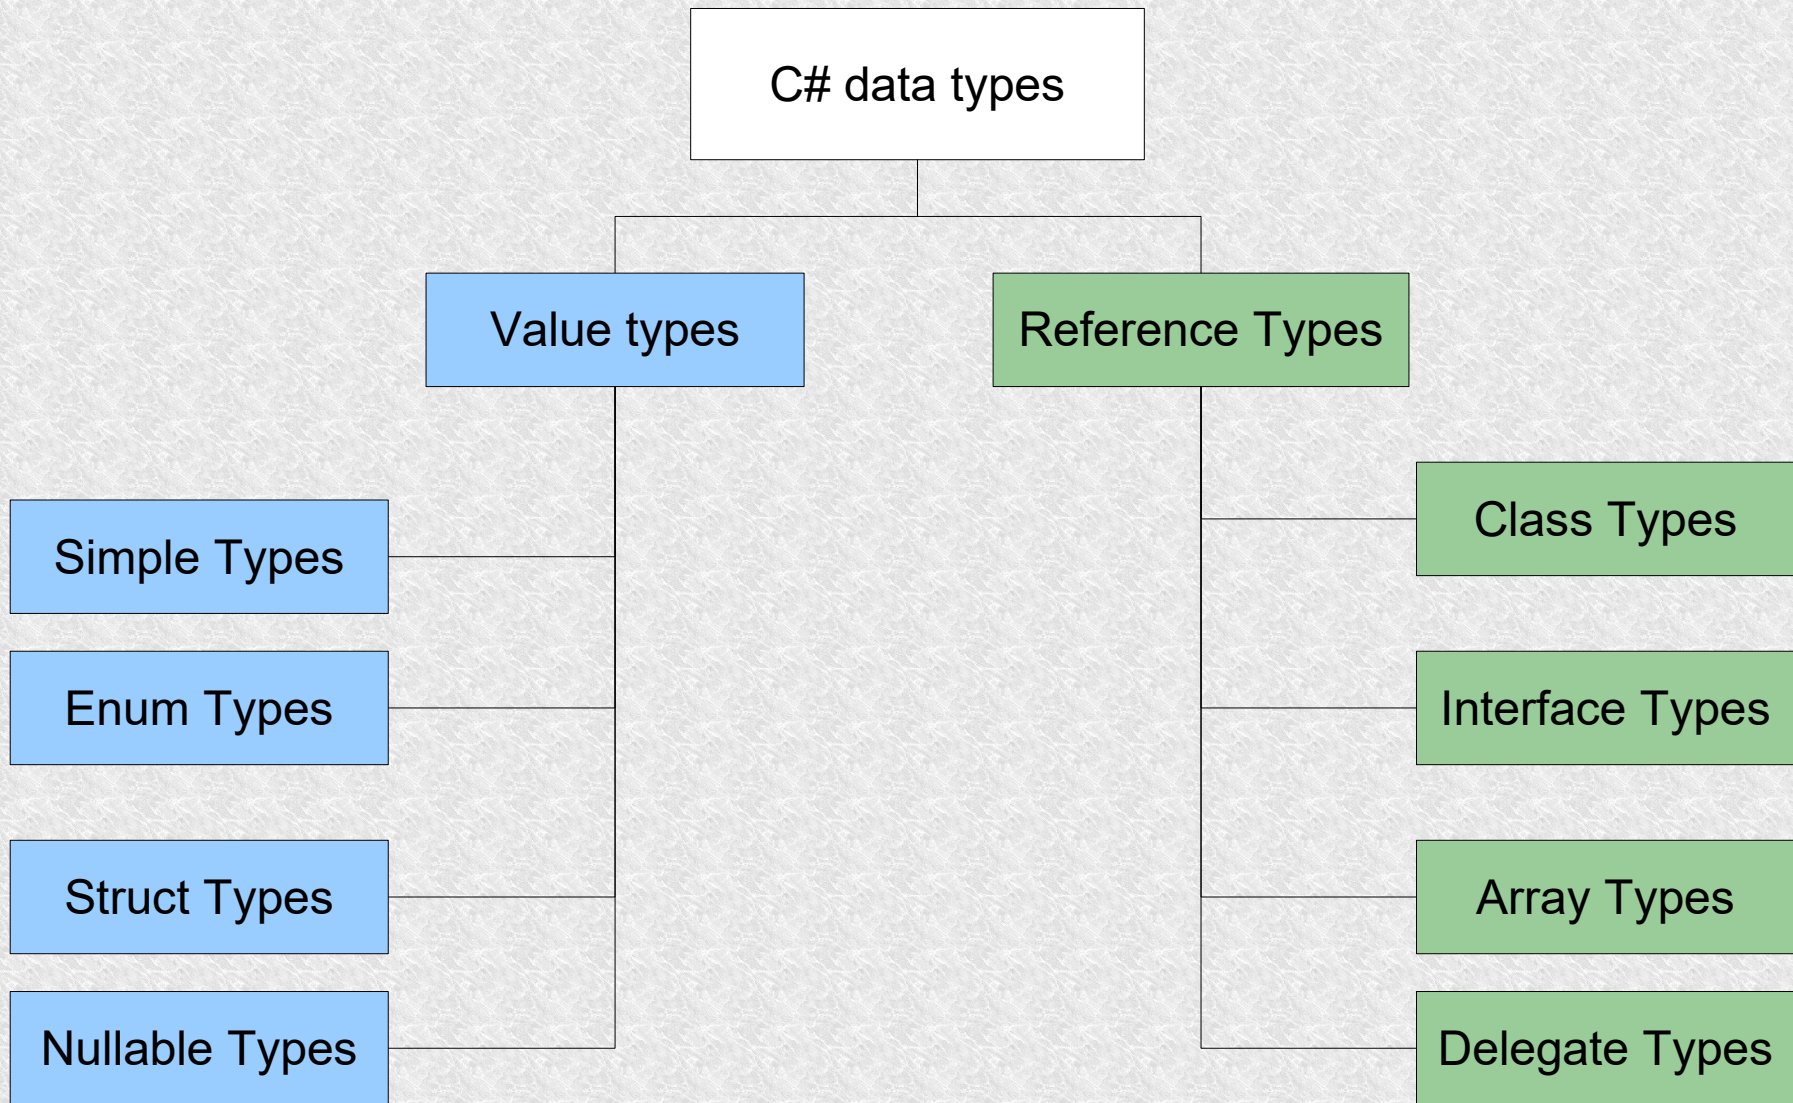 C# data types
Value types
Reference Types
Simple Types
Enum Types
Struct Types
Nullable Types
Class Types
Interface Types
Array Types
Delegate Types